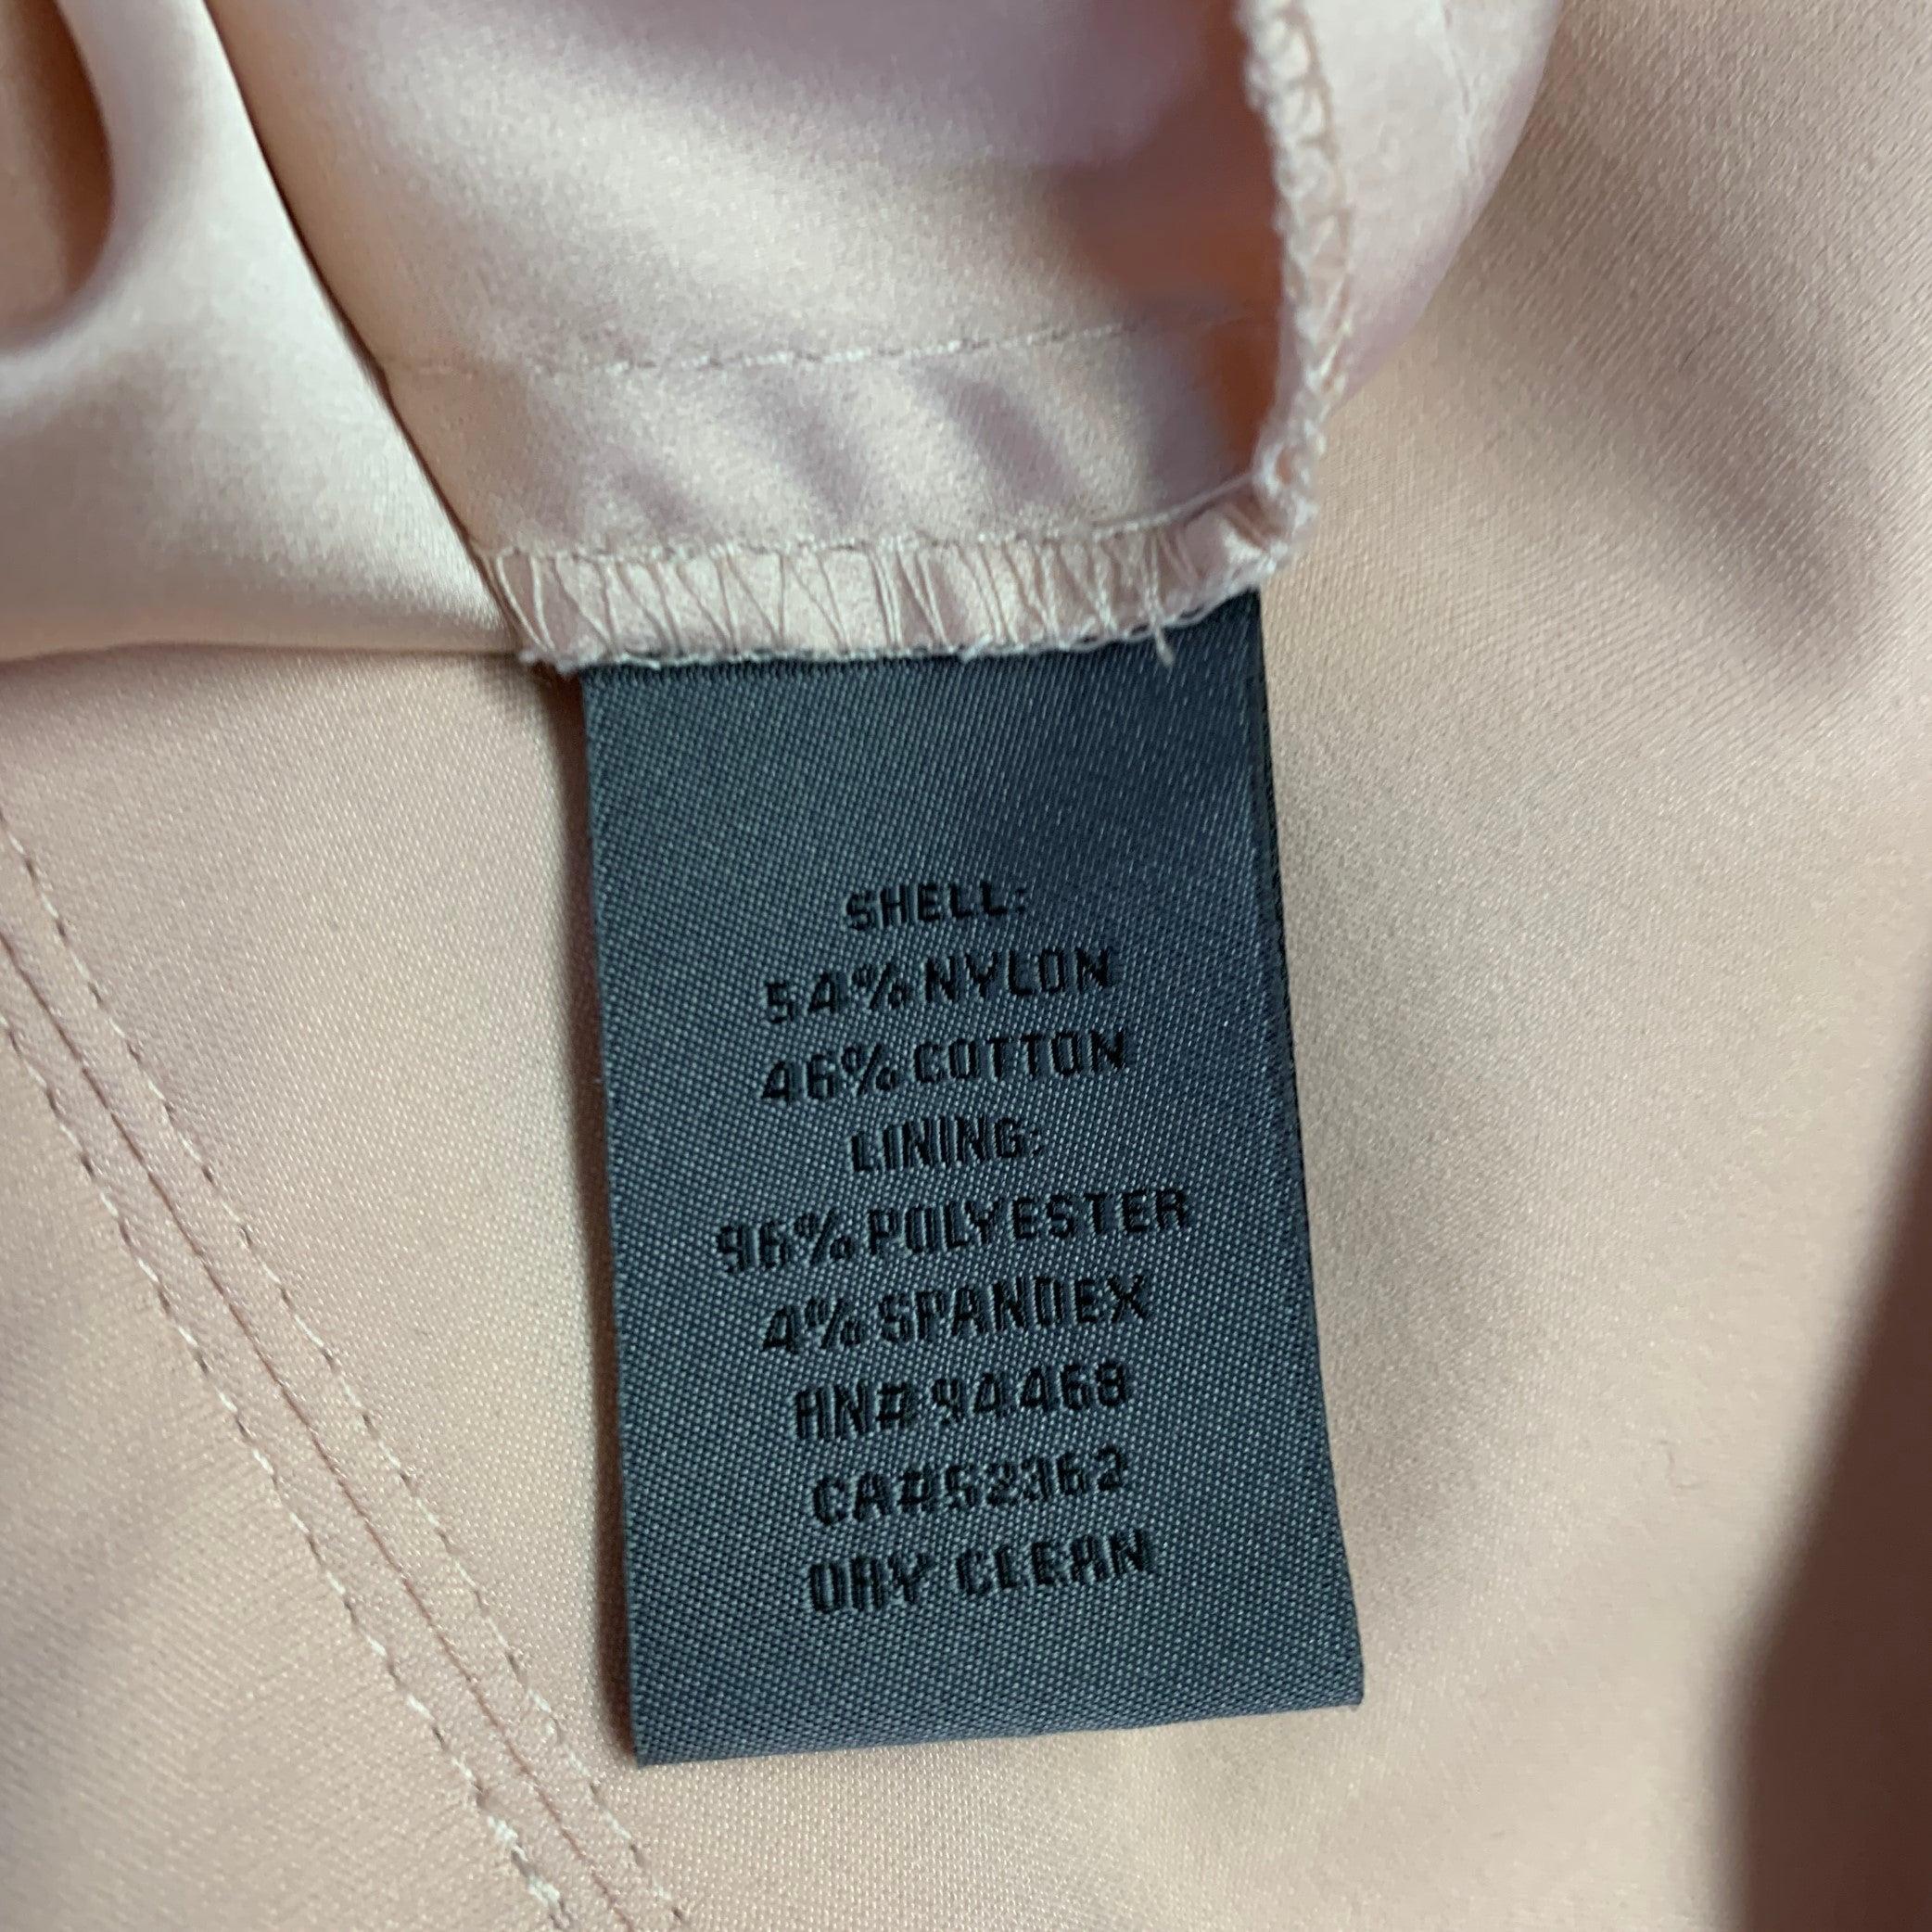 SHELL:
54% NYLON
46% COTTON
LINING:
96% POLYESTER
4% SPANDEX
RN# 94468
CA#52362
DRY CLEAN